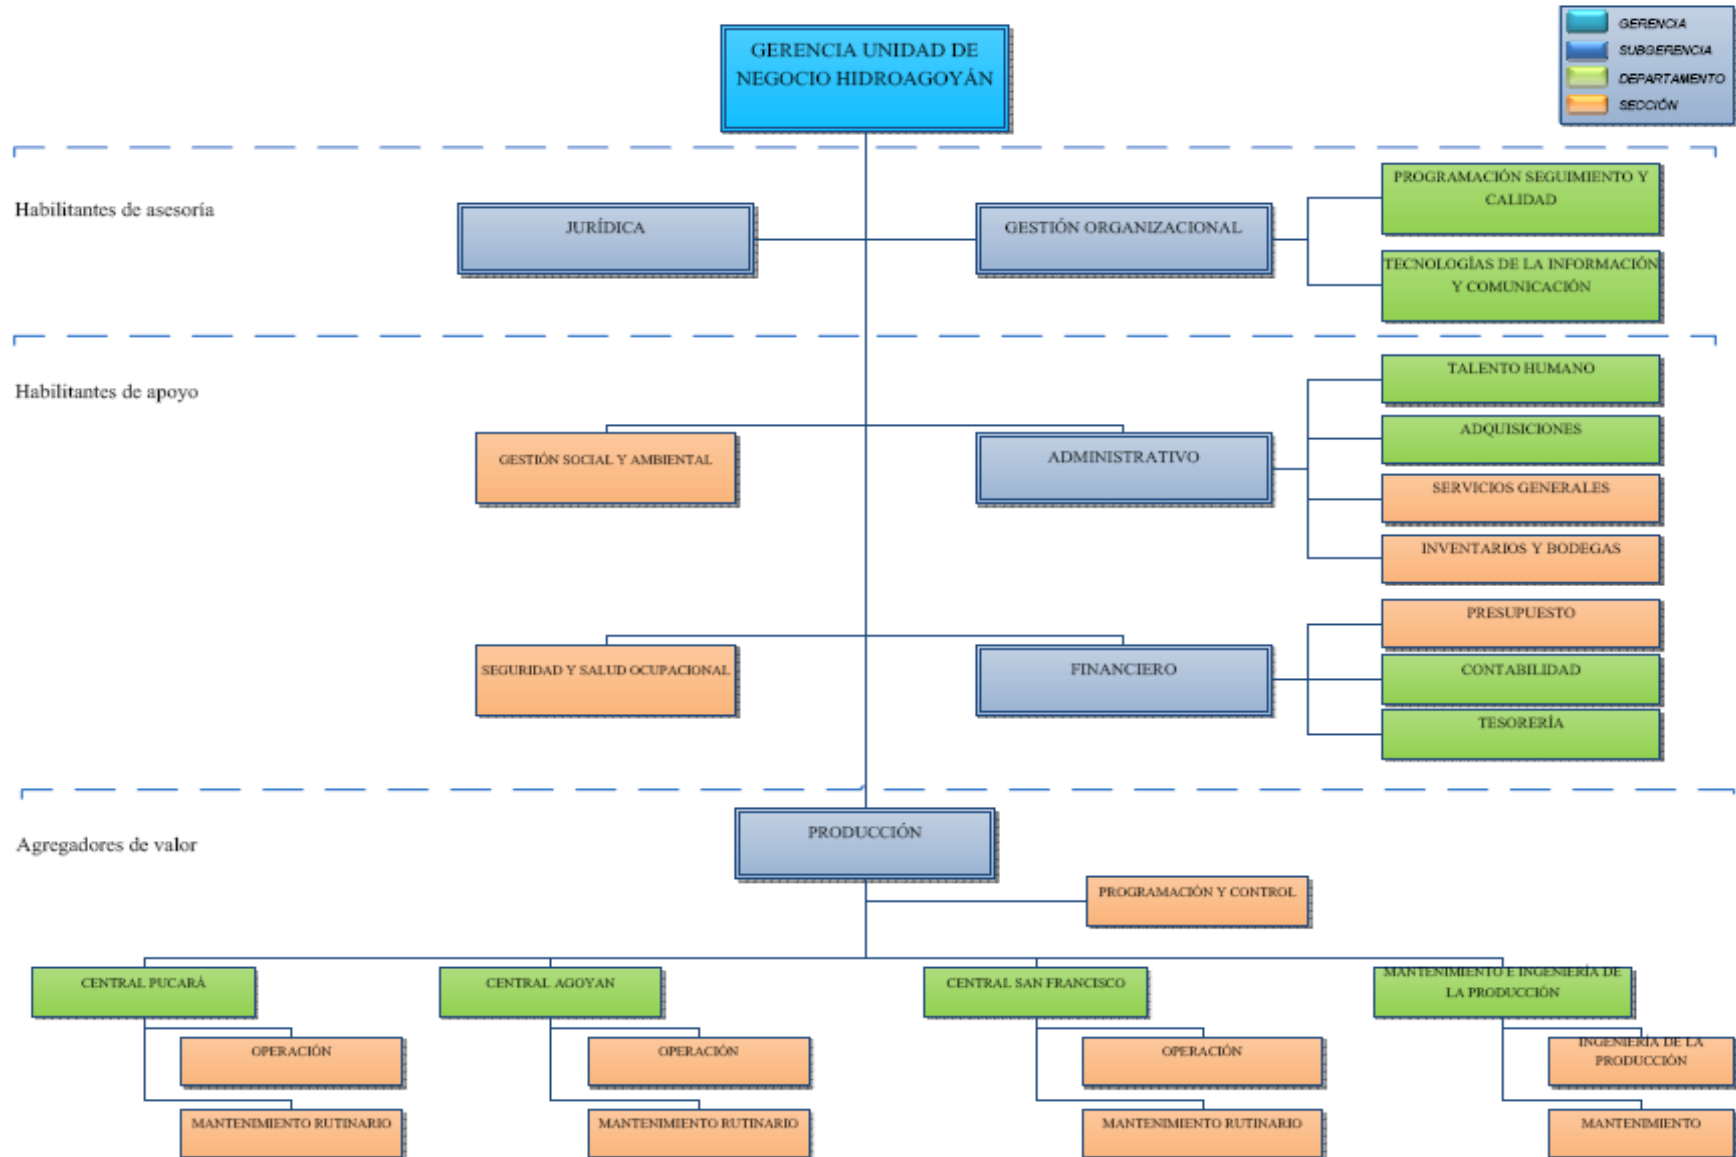 GERENCIA UNIDAD DE
NEGOCIO HIDROAGOYÁN
GERENCIA
SUBGERENCIA
DEPARTAMENTO
SECCIÓN
Habilitantes de asesoría
JURÍDICA
GESTIÓN ORGANIZACIONAL
PROGRAMACIÓN SEGUIMIENTO Y
CALIDAD
TECNOLOGÍAS DE LA INFORMACIÓN
Y COMUNICACIÓN
Habilitantes de apoyo
GESTIÓN SOCIAL Y AMBIENTAL
ADMINISTRATIVO
TALENTO HUMANO
ADQUISICIONES
SERVICIOS GENERALES
INVENTARIOS Y BODEGAS
SEGURIDAD Y SALUD OCUPACIONAL
FINANCIERO
PRESUPUESTO
CONTABILIDAD
TESORERÍA
Agregadores de valor
PRODUCCIÓN
PROGRAMACIÓN Y CONTROL
CENTRAL PUCARÁ
OPERACIÓN
MANTENIMIENTO RUTINARIO
CENTRAL AGOYAN
OPERACIÓN
MANTENIMIENTO RUTINARIO
CENTRAL SAN FRANCISCO
OPERACIÓN
MANTENIMIENTO RUTINARIO
MANTENIMIENTO E INGENIERÍA DE
LA PRODUCCIÓN
INGENIERÍA DE LA
PRODUCCIÓN
MANTENIMIENTO